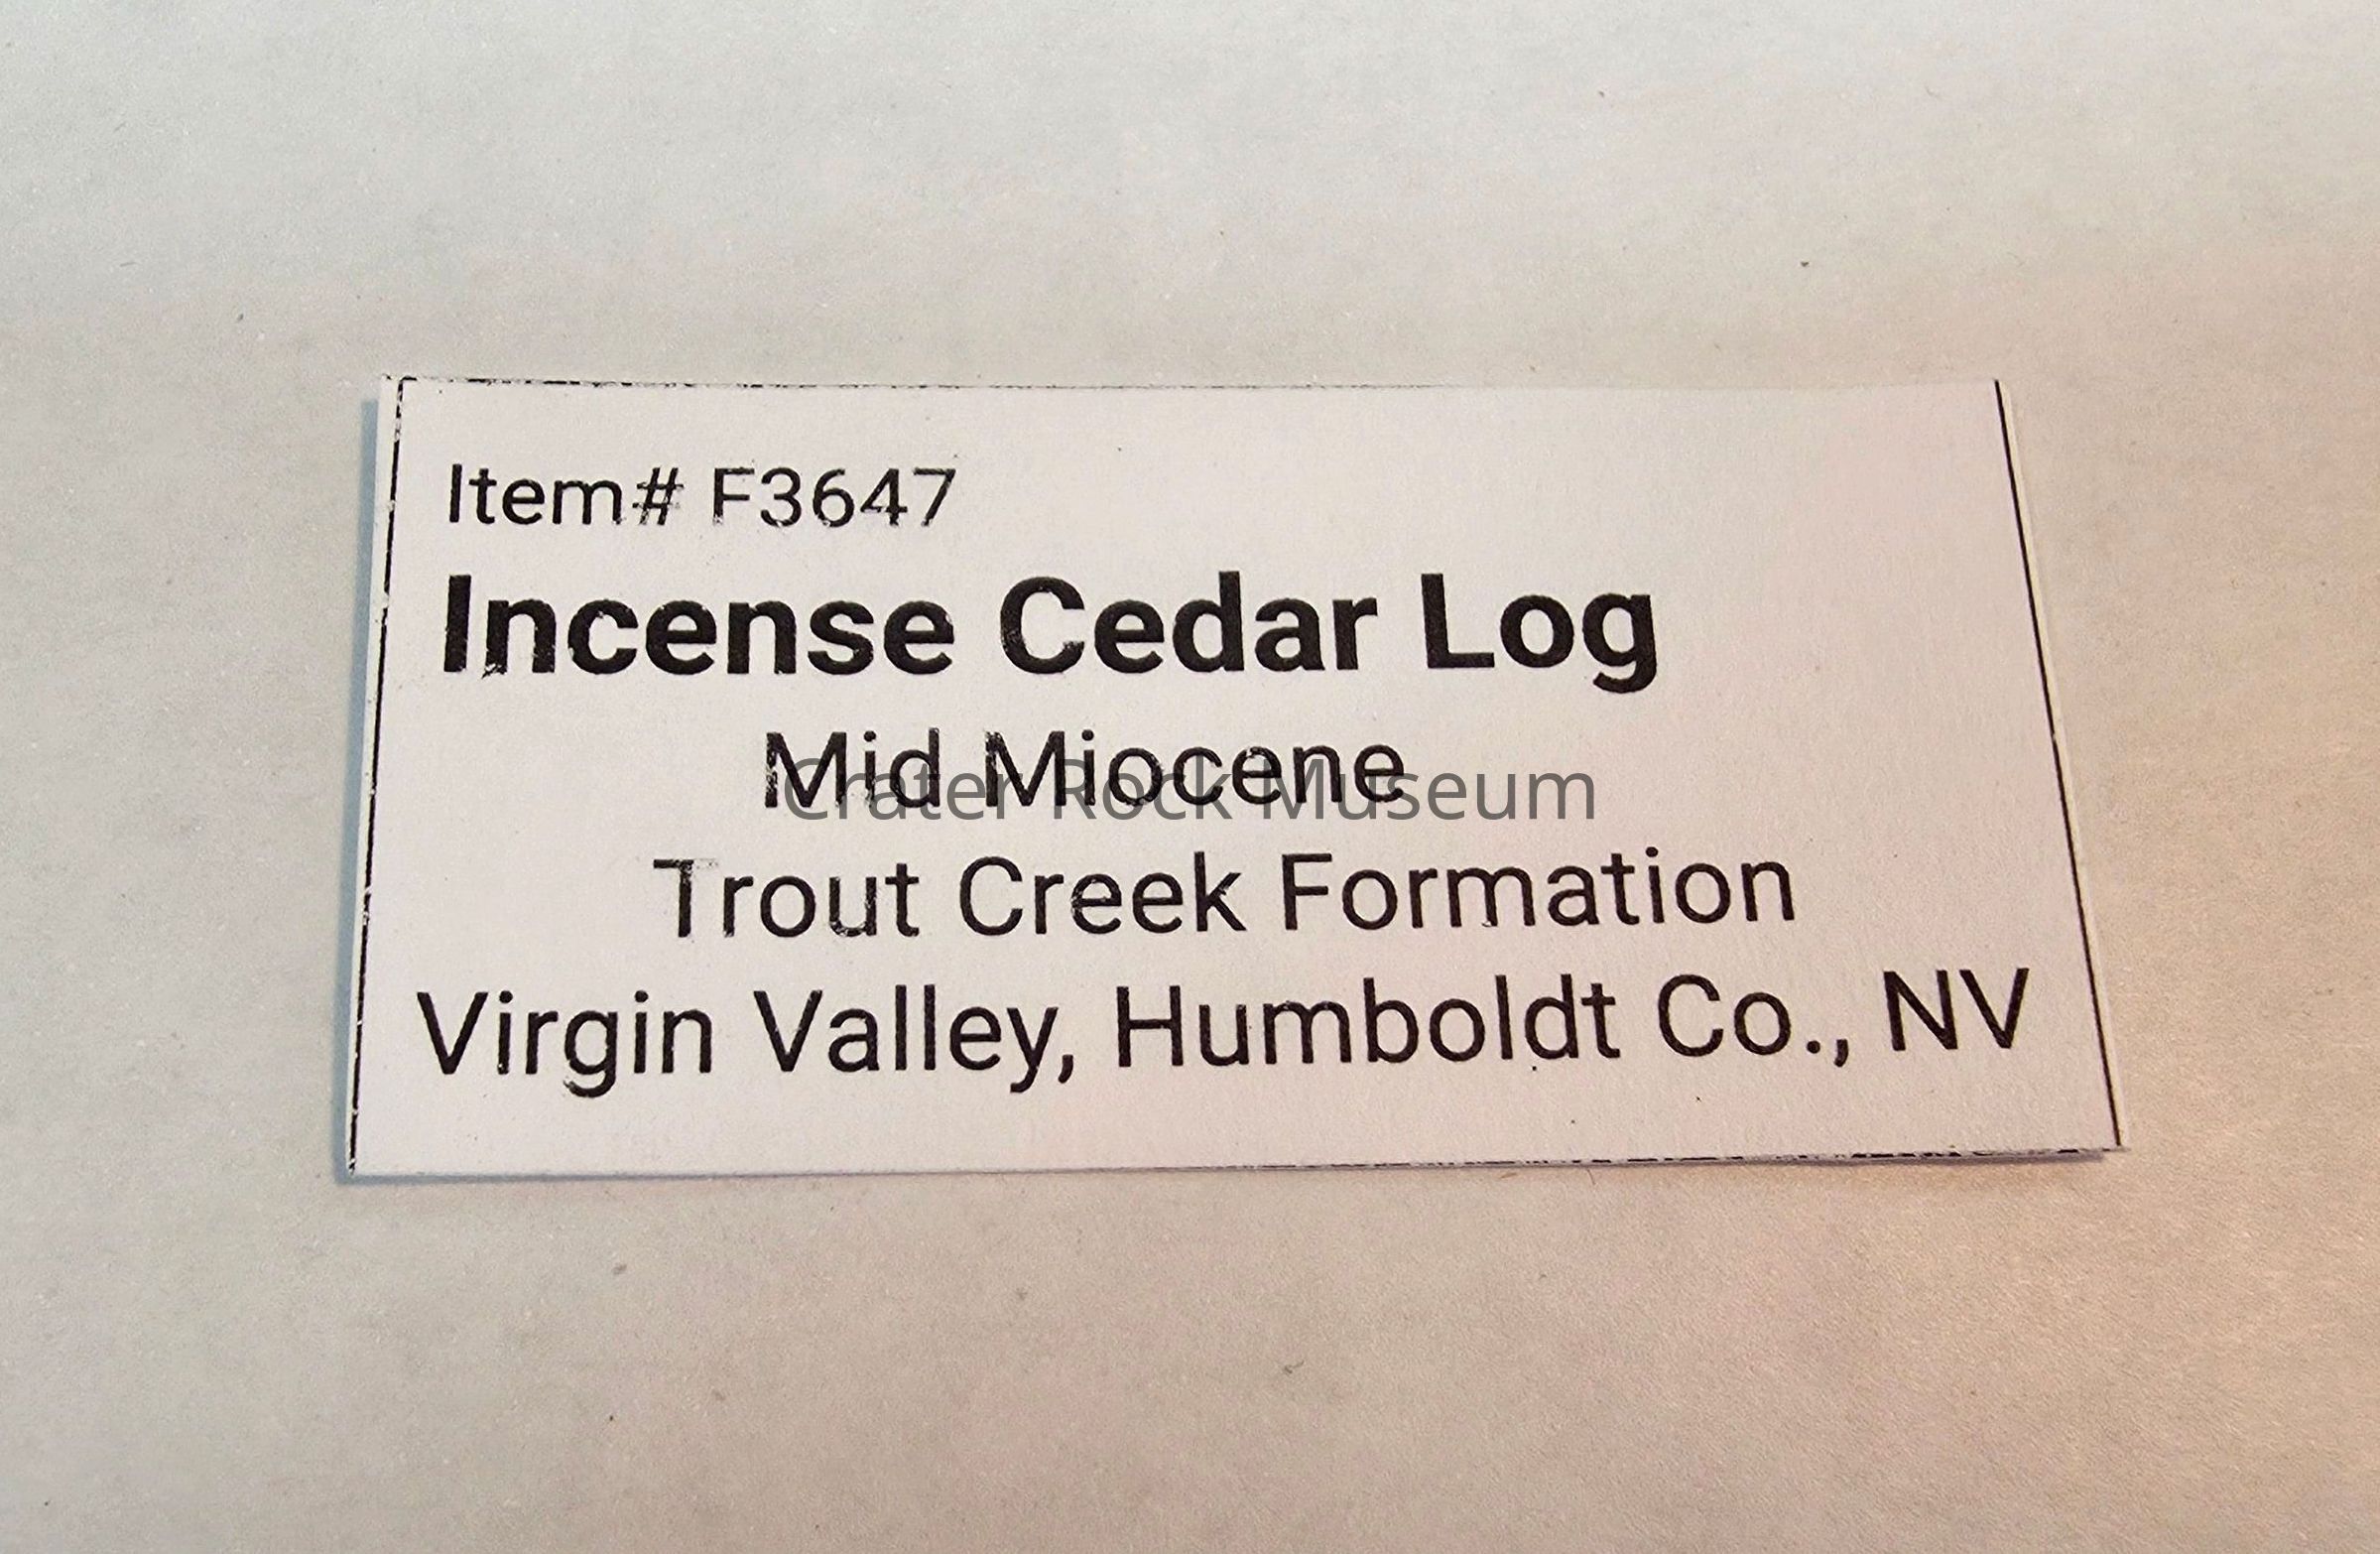 Item# F3647
Incense Cedar Log
Mid Miocene
Crater Rock Museum
Trout Creek Formation
Virgin Valley, Humboldt Co., NV